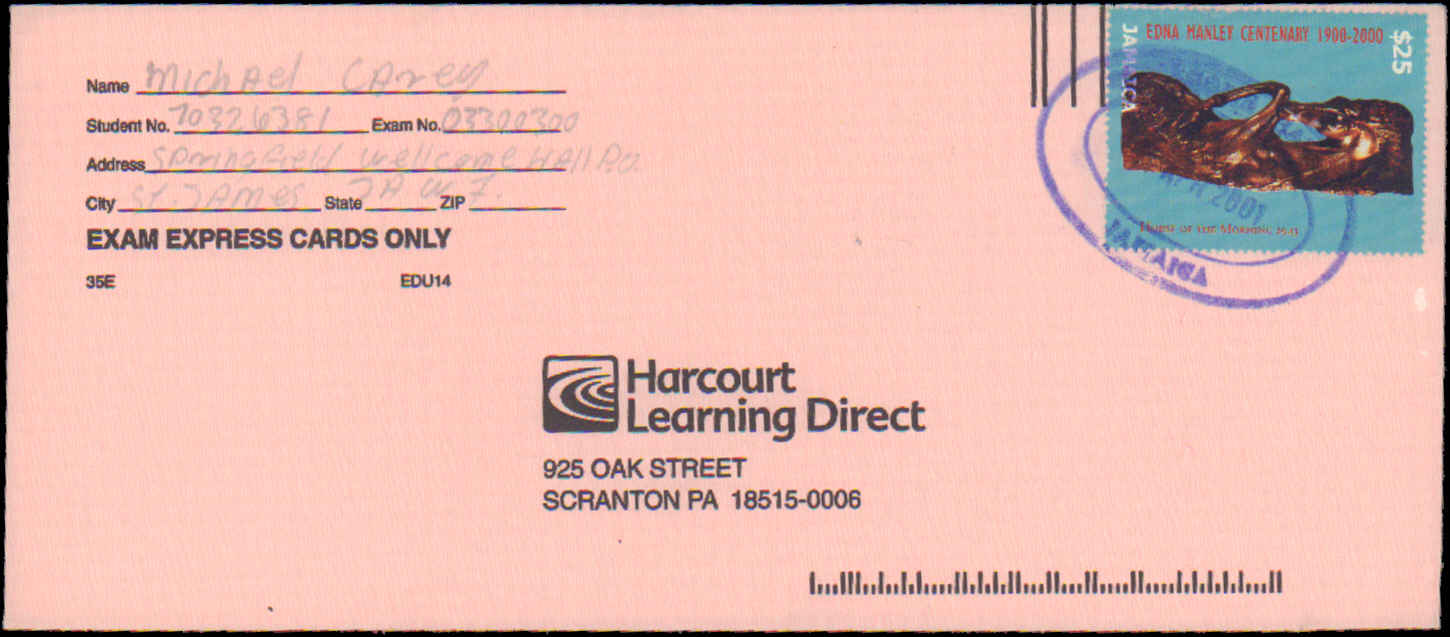 Name Michael Carey
Student No. 70326381 Exam No. 03300300
Address Springfield Wellcome Hall P.O.
City St. James State JA W.I. ZIP
EXAM EXPRESS CARDS ONLY
35E EDU14
EDNA MANLEY CENTENARY 1900-2000
$25
JAMAICA
2001
JAMAICA
Harcourt
Learning Direct
925 OAK STREET
SCRANTON PA 18515-0006